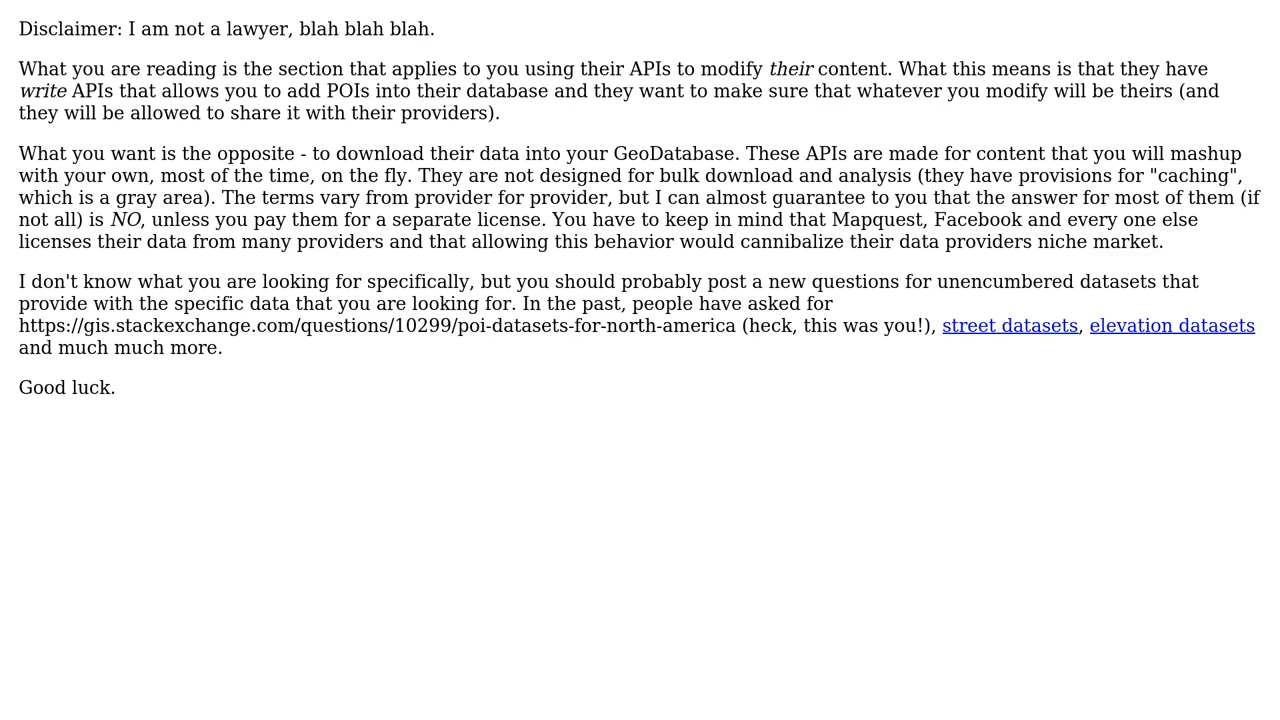 Disclaimer: I am not a lawyer, blah blah blah.
What you are reading is the section that applies to you using their APIs to modify their content. What this means is that they have
write APIs that allows you to add POIs into their database and they want to make sure that whatever you modify will be theirs (and
they will be allowed to share it with their providers).
What you want is the opposite - to download their data into your GeoDatabase. These APIs are made for content that you will mashup
with your own, most of the time, on the fly. They are not designed for bulk download and analysis (they have provisions for "caching",
which is a gray area). The terms vary from provider for provider, but I can almost guarantee to you that the answer for most of them (if
not all) is NO, unless you pay them for a separate license. You have to keep in mind that Mapquest, Facebook and every one else
licenses their data from many providers and that allowing this behavior would cannibalize their data providers niche market.
I don't know what you are looking for specifically, but you should probably post a new questions for unencumbered datasets that
provide with the specific data that you are looking for. In the past, people have asked for
https://gis.stackexchange.com/questions/10299/poi-datasets-for-north-america (heck, this was you!), street datasets, elevation datasets
and much much more.
Good luck.